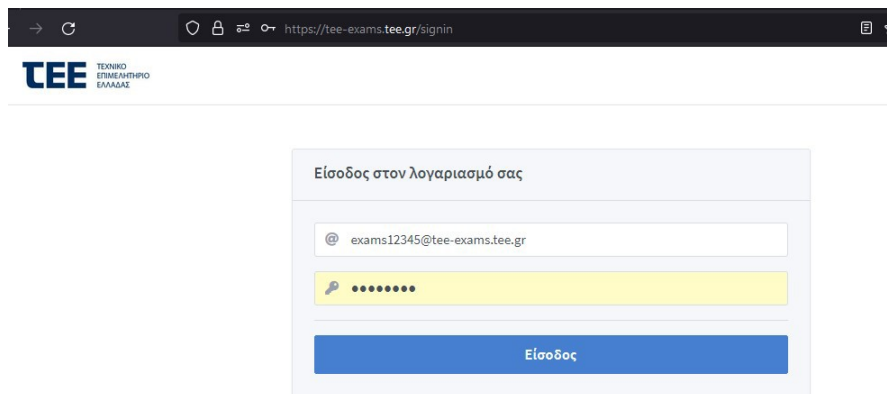 https://tee-exams.tee.gr/signin
TEE
ΤΕΧΝΙΚΟ
ΕΠΙΜΕΛΗΤΗΡΙΟ
ΕΛΛΑΔΑΣ
Είσοδος στον λογαριασμό σας
@ exams12345@tee-exams.tee.gr
●●●●●●●●
Είσοδος